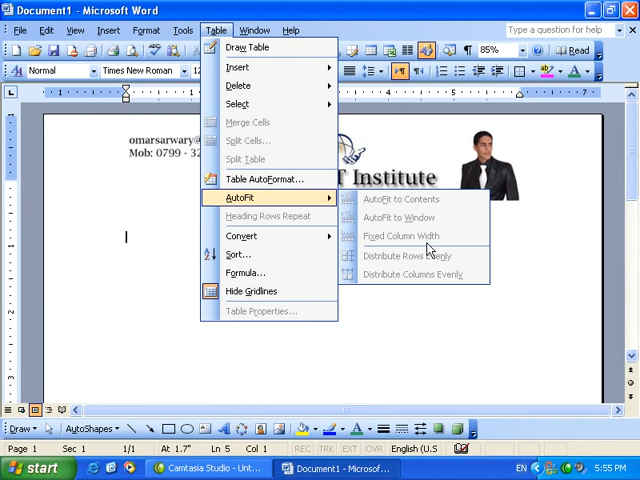 Document1 - Microsoft Word
File Edit View Insert Format Tools Table Window Help
Type a question for help
85% Read
Normal Times New Roman 12
omarsarwary@
Mob: 0799 - 32
T Institute
Draw Table
Insert
Delete
Select
Merge Cells
Split Cells...
Split Table
Table AutoFormat...
AutoFit
Heading Rows Repeat
Convert
Sort...
Formula...
Hide Gridlines
Table Properties...
AutoFit to Contents
AutoFit to Window
Fixed Column Width
Distribute Rows Evenly
Distribute Columns Evenly
Draw AutoShapes
Page 1 Sec 1 1/1 At 1.7" Ln 5 Col 1 REC TRK EXT OVR English (U.S
start Camtasia Studio - Unt... Document1 - Microsof... EN 5:55 PM